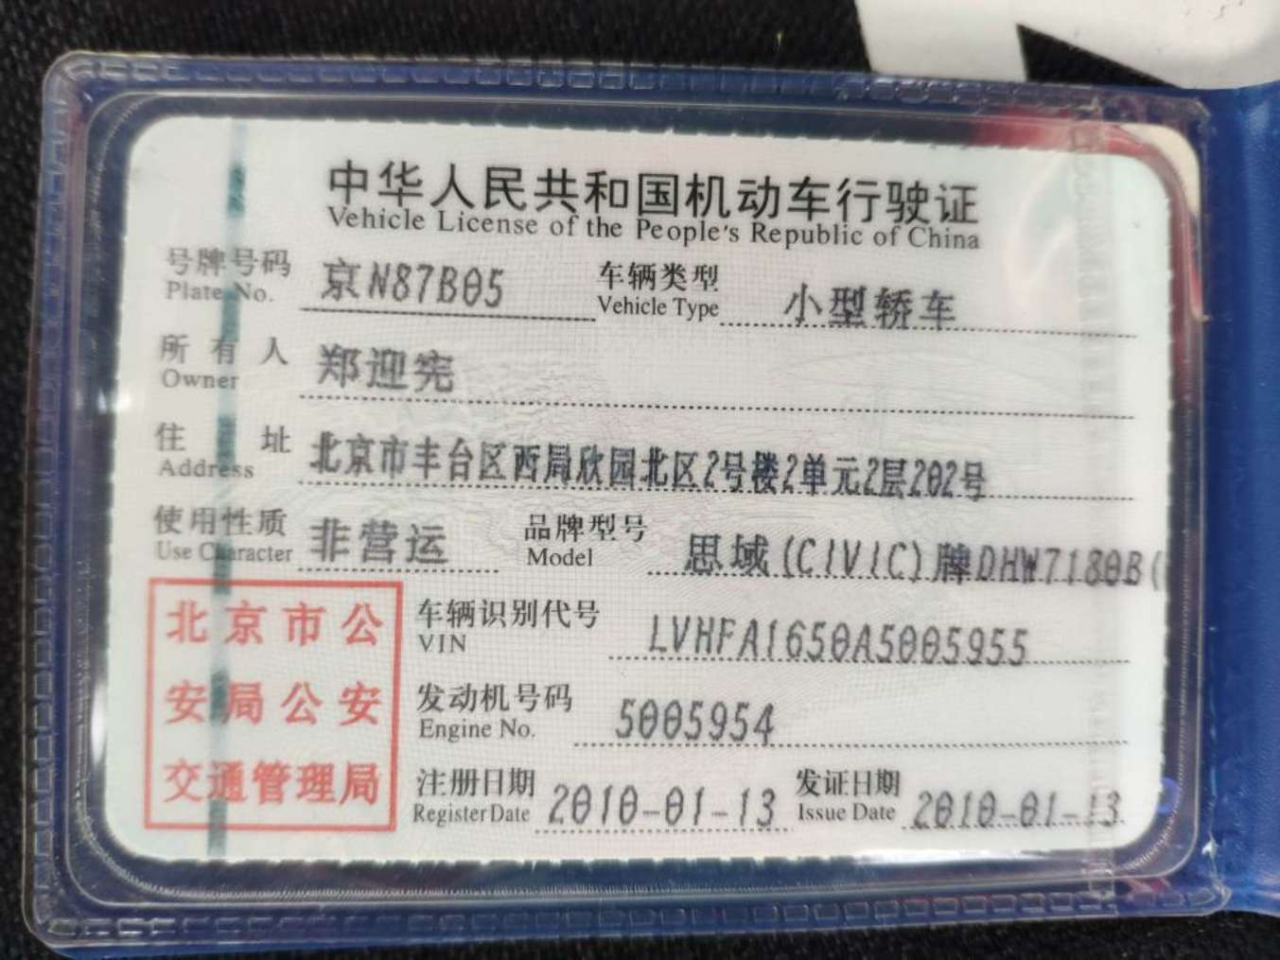 中华人民共和国机动车行驶证
Vehicle License of the People's Republic of China
号牌号码 京N87B05 车辆类型 小型轿车
Plate No. Vehicle Type
所有人 郑迎宪
Owner
住址 北京市丰台区西局欣园北区2号楼2单元2层202号
Address
使用性质 非营运 品牌型号 思域(CIVIC)牌DHW7180B(
Use Character Model
北京市公
安局公安
交通管理局
车辆识别代号 LVHFA1650A5005955
VIN
发动机号码 5005954
Engine No.
注册日期 2010-01-13 发证日期 2010-01-13
Register Date Issue Date